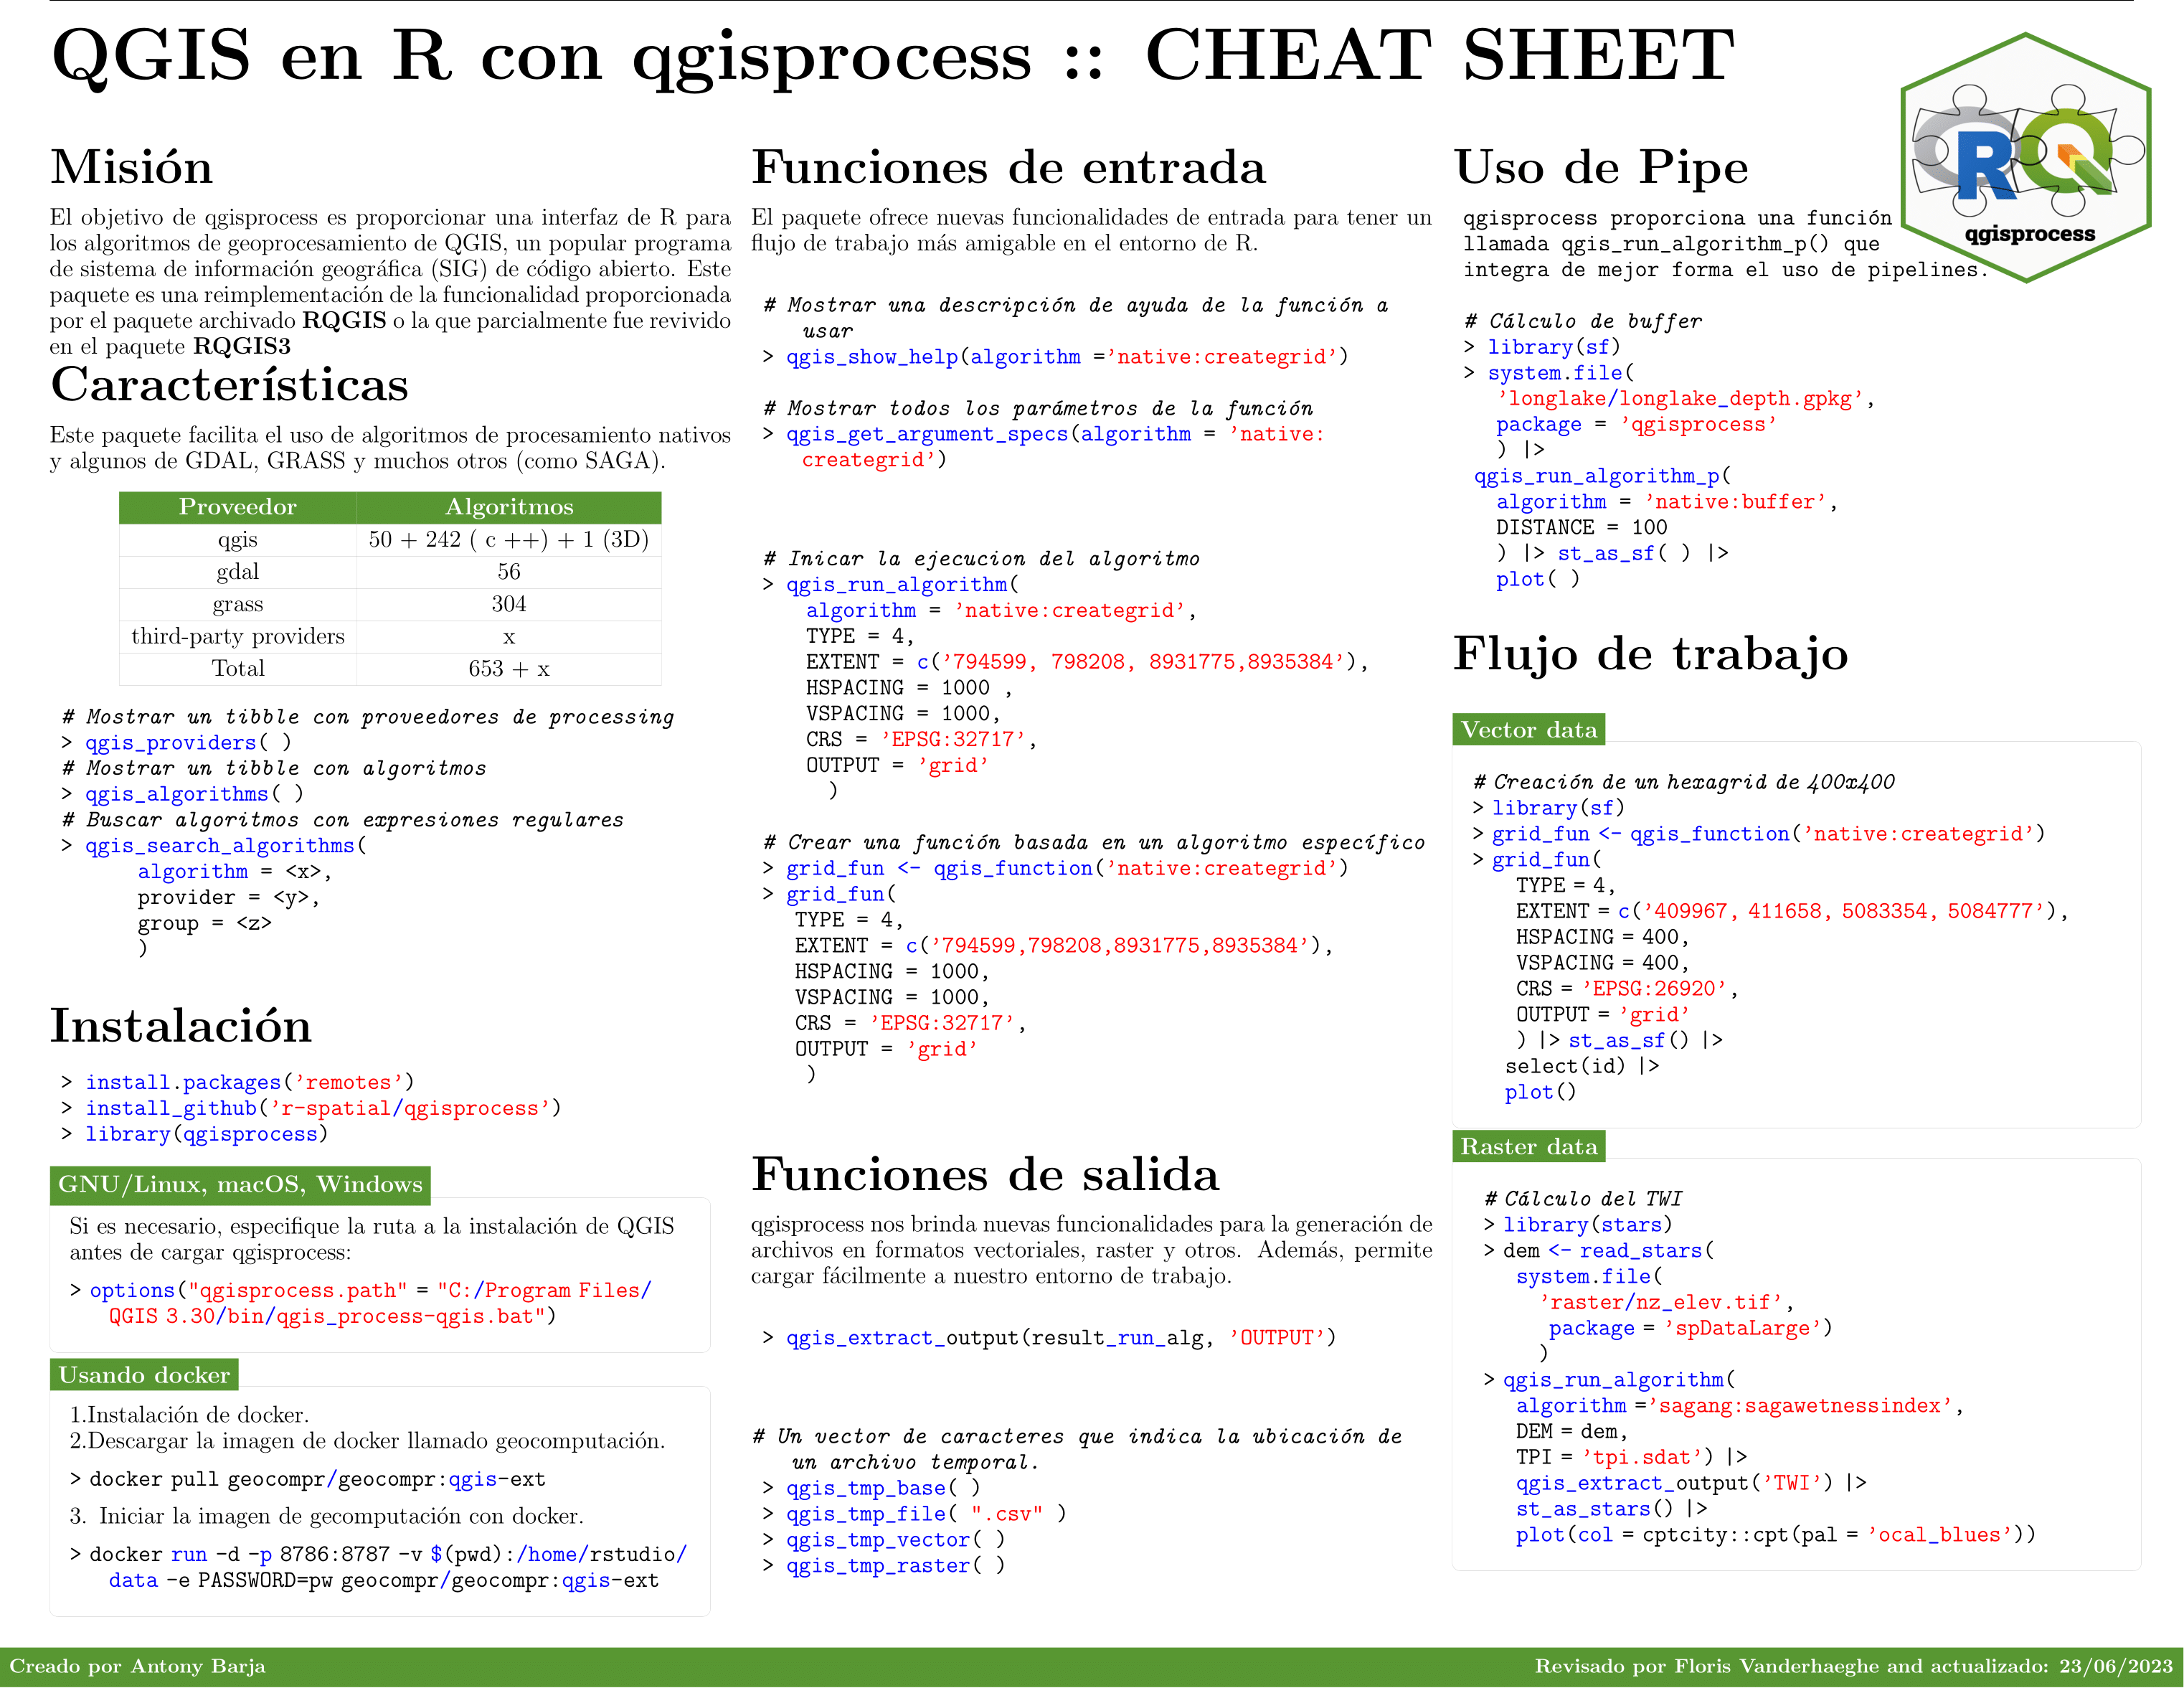 QGIS en R con qgisprocess :: CHEAT SHEET
Misión
El objetivo de qgisprocess es proporcionar una interfaz de R para
los algoritmos de geoprocesamiento de QGIS, un popular programa
de sistema de información geográfica (SIG) de código abierto. Este
paquete es una reimplementación de la funcionalidad proporcionada
por el paquete archivado RQGIS o la que parcialmente fue revivido
en el paquete RQGIS3
Características
Este paquete facilita el uso de algoritmos de procesamiento nativos
y algunos de GDAL, GRASS y muchos otros (como SAGA).
Proveedor Algoritmos
qgis 50 + 242 ( c ++) + 1 (3D)
gdal 56
grass 304
third-party providers x
Total 653 + x
# Mostrar un tibble con proveedores de processing
> qgis_providers( )
# Mostrar un tibble con algoritmos
> qgis_algorithms( )
# Buscar algoritmos con expresiones regulares
> qgis_search_algorithms(
algorithm = <x>,
provider = <y>,
group = <z>
)
Instalación
> install.packages('remotes')
> install_github('r-spatial/qgisprocess')
> library(qgisprocess)
GNU/Linux, macOS, Windows
Si es necesario, especifique la ruta a la instalación de QGIS
antes de cargar qgisprocess:
> options("qgisprocess.path" = "C:/Program Files/
QGIS 3.30/bin/qgis_process-qgis.bat")
Usando docker
1.Instalación de docker.
2.Descargar la imagen de docker llamado geocomputación.
> docker pull geocompr/geocompr:qgis-ext
3. Iniciar la imagen de gecomputación con docker.
> docker run -d -p 8786:8787 -v $(pwd):/home/rstudio/
data -e PASSWORD=pw geocompr/geocompr:qgis-ext
Funciones de entrada
El paquete ofrece nuevas funcionalidades de entrada para tener un
flujo de trabajo más amigable en el entorno de R.
# Mostrar una descripción de ayuda de la función a
usar
> qgis_show_help(algorithm ='native:creategrid')
# Mostrar todos los parámetros de la función
> qgis_get_argument_specs(algorithm = 'native:
creategrid')
# Inicar la ejecucion del algoritmo
> qgis_run_algorithm(
algorithm = 'native:creategrid',
TYPE = 4,
EXTENT = c('794599, 798208, 8931775,8935384'),
HSPACING = 1000 ,
VSPACING = 1000,
CRS = 'EPSG:32717',
OUTPUT = 'grid'
)
# Crear una función basada en un algoritmo específico
> grid_fun <- qgis_function('native:creategrid')
> grid_fun(
TYPE = 4,
EXTENT = c('794599,798208,8931775,8935384'),
HSPACING = 1000,
VSPACING = 1000,
CRS = 'EPSG:32717',
OUTPUT = 'grid'
)
Funciones de salida
qgisprocess nos brinda nuevas funcionalidades para la generación de
archivos en formatos vectoriales, raster y otros. Además, permite
cargar fácilmente a nuestro entorno de trabajo.
> qgis_extract_output(result_run_alg, 'OUTPUT')
# Un vector de caracteres que indica la ubicación de
un archivo temporal.
> qgis_tmp_base( )
> qgis_tmp_file( ".csv" )
> qgis_tmp_vector( )
> qgis_tmp_raster( )
Uso de Pipe
qgisprocess proporciona una función
llamada qgis_run_algorithm_p() que
integra de mejor forma el uso de pipelines.
# Cálculo de buffer
> library(sf)
> system.file(
'longlake/longlake_depth.gpkg',
package = 'qgisprocess'
) |>
qgis_run_algorithm_p(
algorithm = 'native:buffer',
DISTANCE = 100
) |> st_as_sf( ) |>
plot( )
RQ
qgisprocess
Flujo de trabajo
Vector data
# Creación de un hexagrid de 400x400
> library(sf)
> grid_fun <- qgis_function('native:creategrid')
> grid_fun(
TYPE = 4,
EXTENT = c('409967, 411658, 5083354, 5084777'),
HSPACING = 400,
VSPACING = 400,
CRS = 'EPSG:26920',
OUTPUT = 'grid'
) |> st_as_sf() |>
select(id) |>
plot()
Raster data
# Cálculo del TWI
> library(stars)
> dem <- read_stars(
system.file(
'raster/nz_elev.tif',
package = 'spDataLarge')
)
> qgis_run_algorithm(
algorithm ='sagang:sagawetnessindex',
DEM = dem,
TPI = 'tpi.sdat') |>
qgis_extract_output('TWI') |>
st_as_stars() |>
plot(col = cptcity::cpt(pal = 'ocal_blues'))
Creado por Antony Barja
Revisado por Floris Vanderhaeghe and actualizado: 23/06/2023